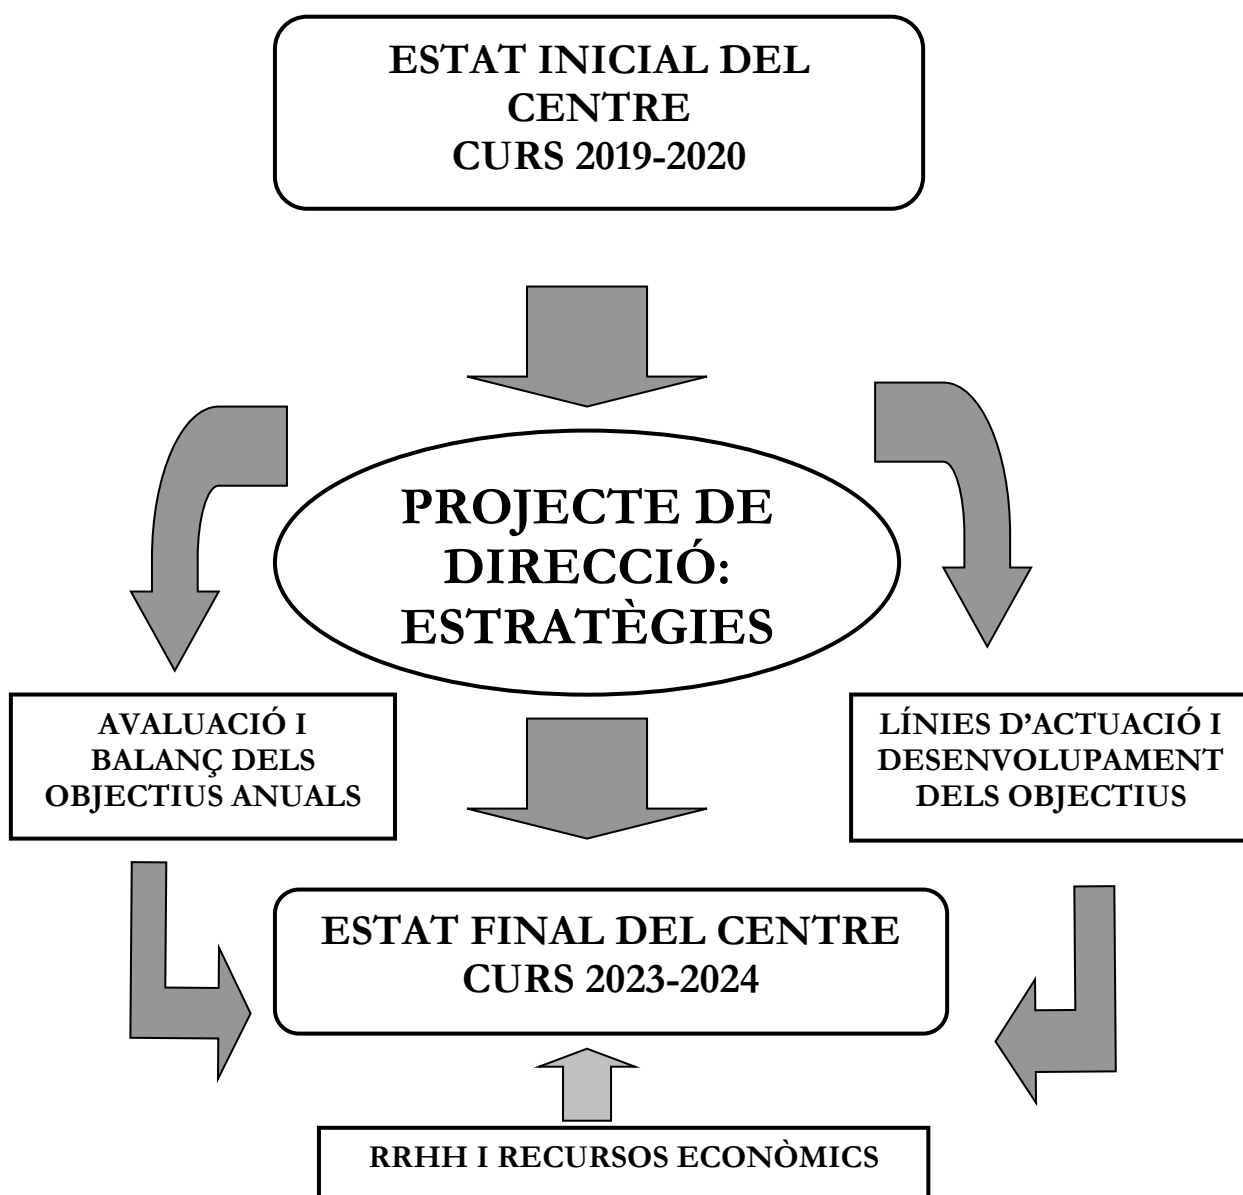 ESTAT INICIAL DEL
CENTRE
CURS 2019-2020
PROJECTE DE
DIRECCIÓ:
ESTRATÈGIES
AVALUACIÓ I
BALANÇ DELS
OBJECTIUS ANUALS
LÍNIES D’ACTUACIÓ I
DESENVOLUPAMENT
DELS OBJECTIUS
ESTAT FINAL DEL CENTRE
CURS 2023-2024
RRHH I RECURSOS ECONÒMICS